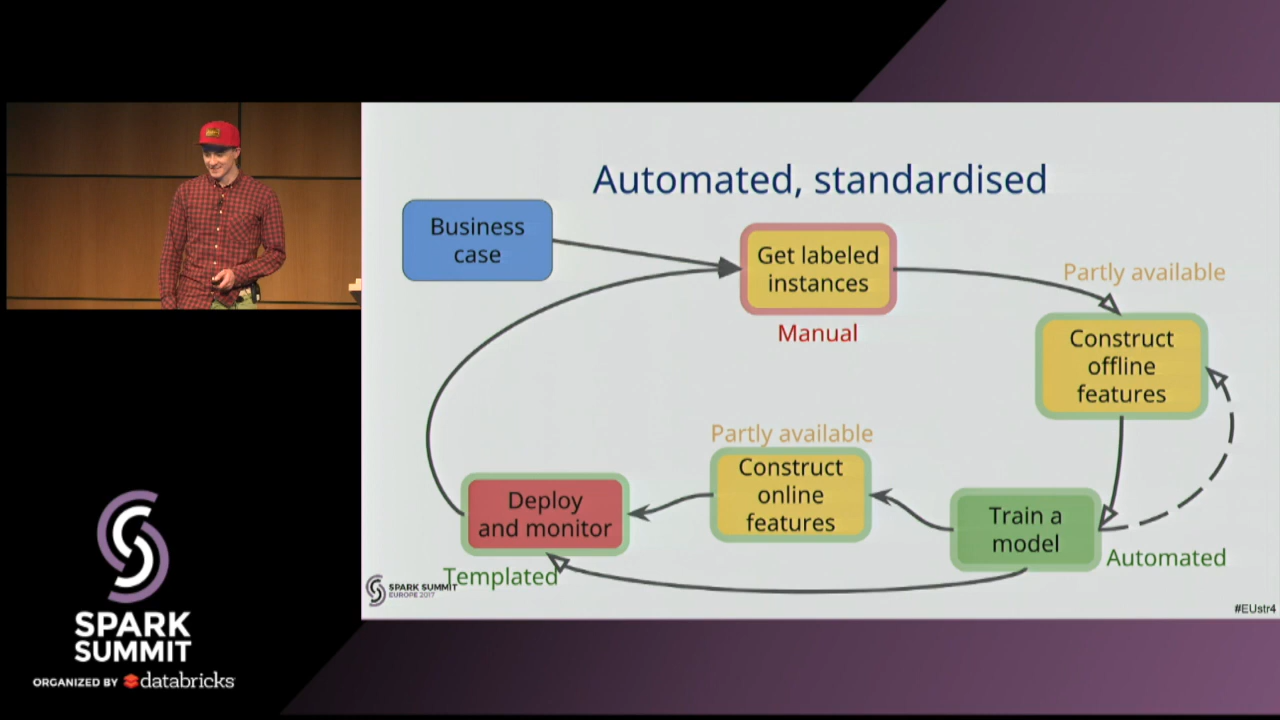 Automated, standardised
Business
case
Get labeled
instances
Manual
Partly available
Construct
offline
features
Partly available
Construct
online
features
Deploy
and monitor
Templated
Train a
model
Automated
SPARK SUMMIT
EUROPE 2017
#EUstr4
SPARK
SUMMIT
ORGANIZED BY databricks